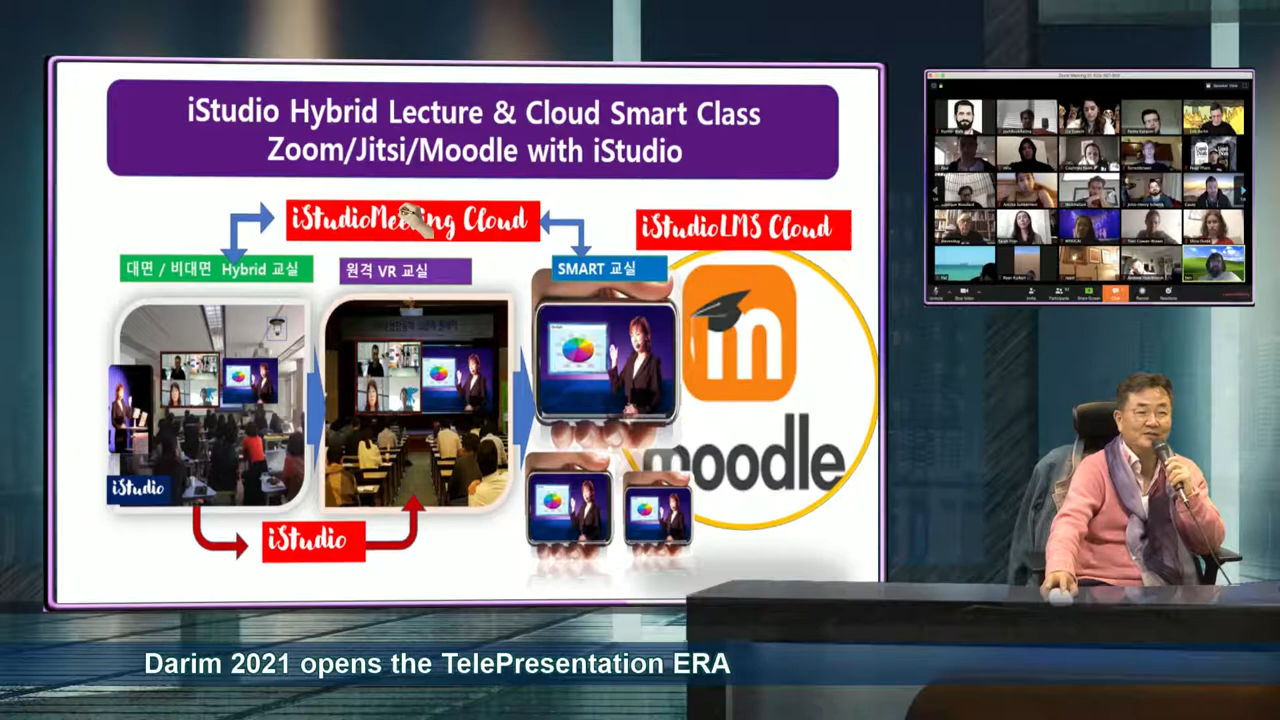 iStudio Hybrid Lecture & Cloud Smart Class
Zoom/Jitsi/Moodle with iStudio
iStudioMeeting Cloud
iStudioLMS Cloud
대면 / 비대면 Hybrid 교실
원격 VR 교실
SMART 교실
iStudio
moodle
iStudio
Darim 2021 opens the TelePresentation ERA